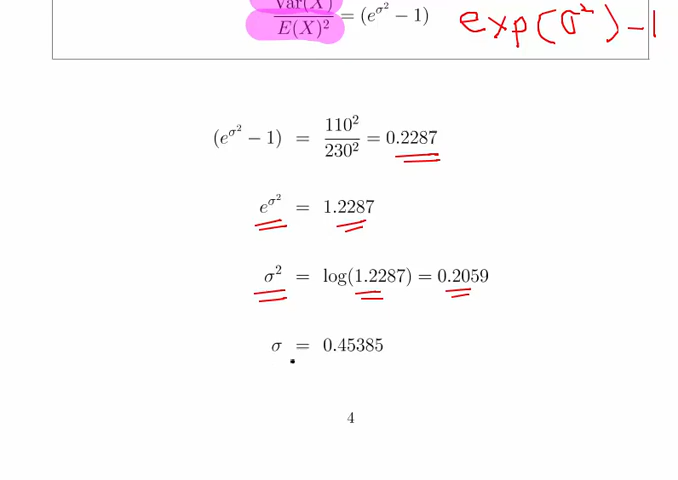 Var(X)/E(X)² = (e^{σ²} − 1) exp(σ²) −1
(e^{σ²} − 1) = 110²/230² = 0.2287
e^{σ²} = 1.2287
σ² = log(1.2287) = 0.2059
σ = 0.45385
4